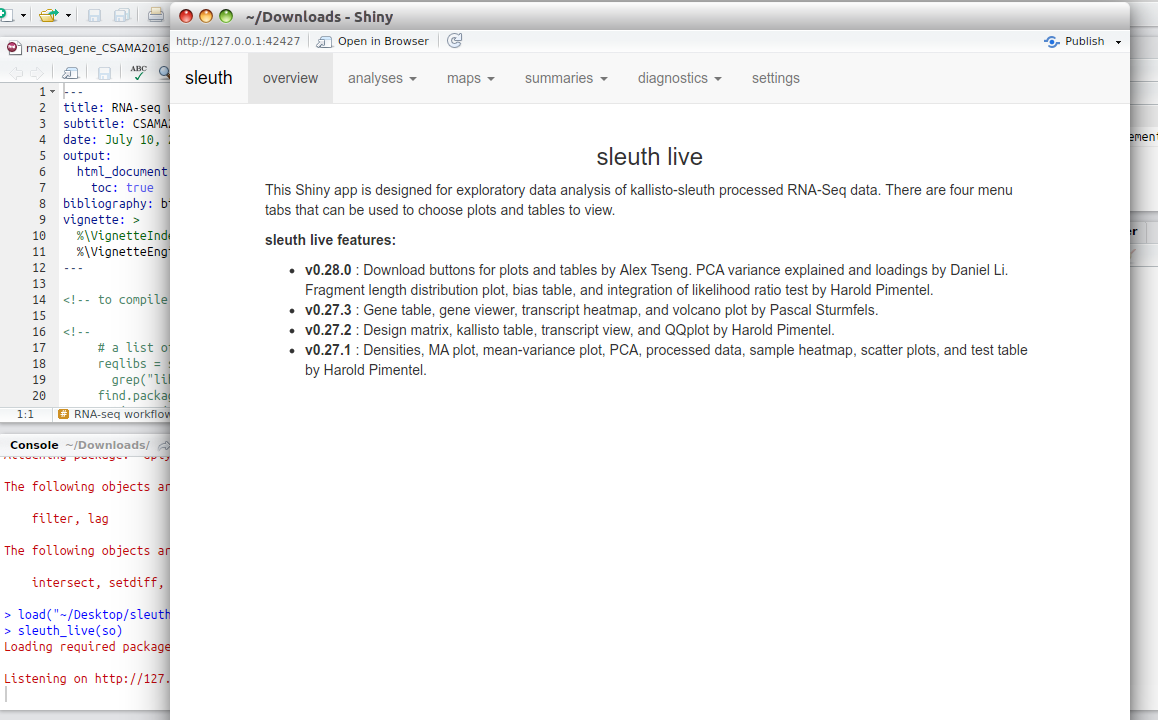 ~/Downloads - Shiny
http://127.0.0.1:42427 Open in Browser Publish
sleuth overview analyses maps summaries diagnostics settings
sleuth live
This Shiny app is designed for exploratory data analysis of kallisto-sleuth processed RNA-Seq data. There are four menu
tabs that can be used to choose plots and tables to view.
sleuth live features:
v0.28.0 : Download buttons for plots and tables by Alex Tseng. PCA variance explained and loadings by Daniel Li.
Fragment length distribution plot, bias table, and integration of likelihood ratio test by Harold Pimentel.
v0.27.3 : Gene table, gene viewer, transcript heatmap, and volcano plot by Pascal Sturmfels.
v0.27.2 : Design matrix, kallisto table, transcript view, and QQplot by Harold Pimentel.
v0.27.1 : Densities, MA plot, mean-variance plot, PCA, processed data, sample heatmap, scatter plots, and test table
by Harold Pimentel.
rnaseq_gene_CSAMA2016
ABC
1 ---
2 title: RNA-seq
3 subtitle: CSAMA
4 date: July 10,
5 output:
6 html_document
7 toc: true
8 bibliography:
9 vignette: >
10 %\VignetteInde
11 %\VignetteEng
12 ---
13
14 <!-- to compile
15
16 <!--
17 # a list of
18 reqlibs =
19 grep("lib
20 find.packag
1:1 # RNA-seq workflow
Console ~/Downloads/
The following objects ar
filter, lag
The following objects ar
intersect, setdiff,
> load("~/Desktop/sleuth
> sleuth_live(so)
Loading required package
Listening on http://127.